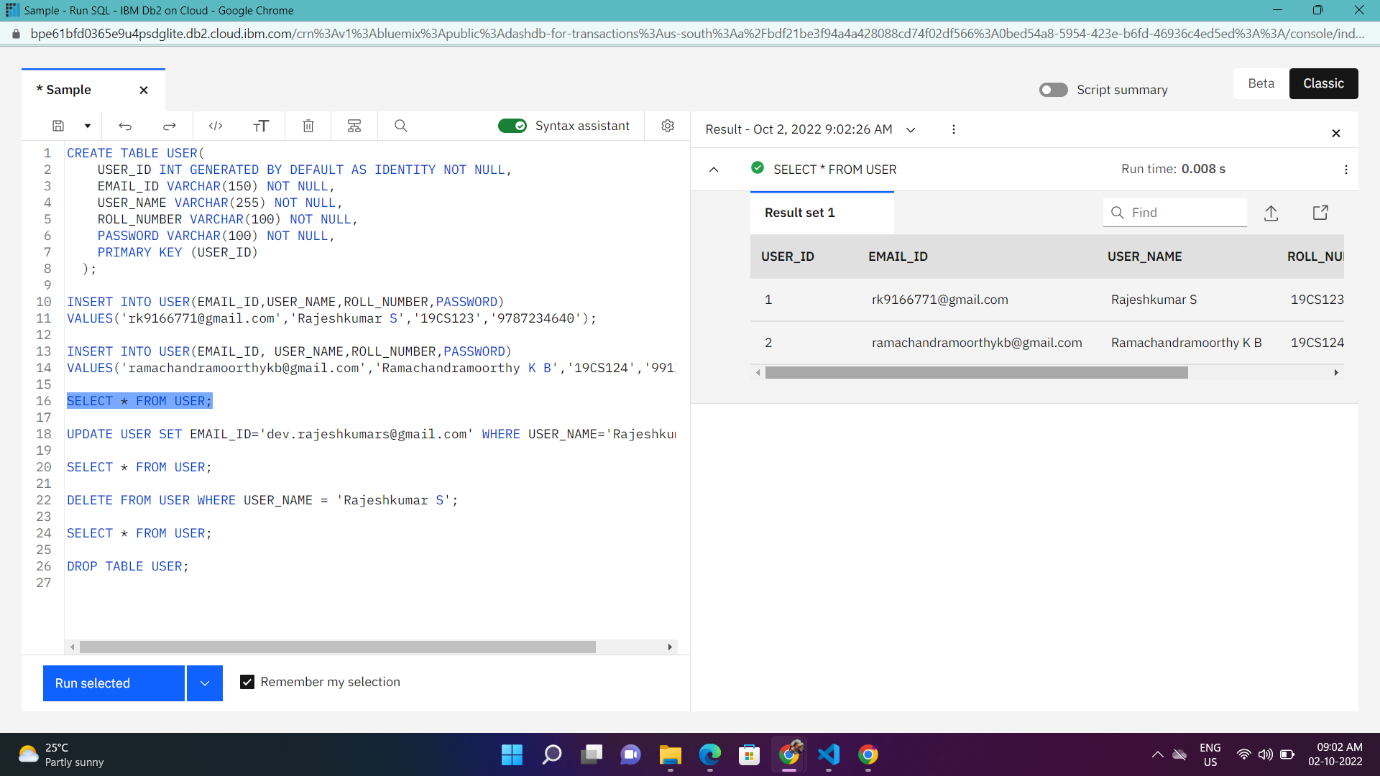 Sample - Run SQL - IBM Db2 on Cloud - Google Chrome
bpe61bfd0365e9u4psdglite.db2.cloud.ibm.com/crn%3Av1%3Abluemix%3Apublic%3Adashdb-for-transactions%3Aus-south%3Aa%2Fbdf21be3f94a4a428088cd74f02df566%3A0bed54a8-5954-423e-b6fd-46936c4ed5ed%3A%3A/console/ind...
* Sample
Script summary
Beta
Classic
Syntax assistant
1 CREATE TABLE USER(
2 USER_ID INT GENERATED BY DEFAULT AS IDENTITY NOT NULL,
3 EMAIL_ID VARCHAR(150) NOT NULL,
4 USER_NAME VARCHAR(255) NOT NULL,
5 ROLL_NUMBER VARCHAR(100) NOT NULL,
6 PASSWORD VARCHAR(100) NOT NULL,
7 PRIMARY KEY (USER_ID)
8 );
9
10 INSERT INTO USER(EMAIL_ID,USER_NAME,ROLL_NUMBER,PASSWORD)
11 VALUES('rk9166771@gmail.com','Rajeshkumar S','19CS123','9787234640');
12
13 INSERT INTO USER(EMAIL_ID, USER_NAME,ROLL_NUMBER,PASSWORD)
14 VALUES('ramachandramoorthykb@gmail.com','Ramachandramoorthy K B','19CS124','991
15
16 SELECT * FROM USER;
17
18 UPDATE USER SET EMAIL_ID='dev.rajeshkumars@gmail.com' WHERE USER_NAME='Rajeshku
19
20 SELECT * FROM USER;
21
22 DELETE FROM USER WHERE USER_NAME = 'Rajeshkumar S';
23
24 SELECT * FROM USER;
25
26 DROP TABLE USER;
27
Run selected
Remember my selection
Result - Oct 2, 2022 9:02:26 AM
SELECT * FROM USER
Run time: 0.008 s
Result set 1
Find
USER_ID EMAIL_ID USER_NAME ROLL_NU
1 rk9166771@gmail.com Rajeshkumar S 19CS123
2 ramachandramoorthykb@gmail.com Ramachandramoorthy K B 19CS124
25°C
Partly sunny
ENG
US
09:02 AM
02-10-2022